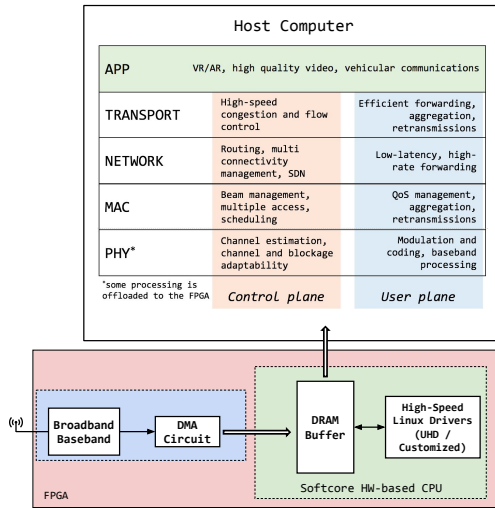 Host Computer
APP
VR/AR, high quality video, vehicular communications
TRANSPORT
High-speed
congestion and flow
control
Efficient forwarding,
aggregation,
retransmissions
NETWORK
Routing, multi
connectivity
management, SDN
Low-latency, high-
rate forwarding
MAC
Beam management,
multiple access,
scheduling
QoS management,
aggregation,
retransmissions
PHY*
Channel estimation,
channel and blockage
adaptability
Modulation and
coding, baseband
processing
*some processing is
offloaded to the FPGA
Control plane
User plane
Broadband
Baseband
DMA
Circuit
DRAM
Buffer
High-Speed
Linux Drivers
(UHD /
Customized)
Softcore HW-based CPU
FPGA